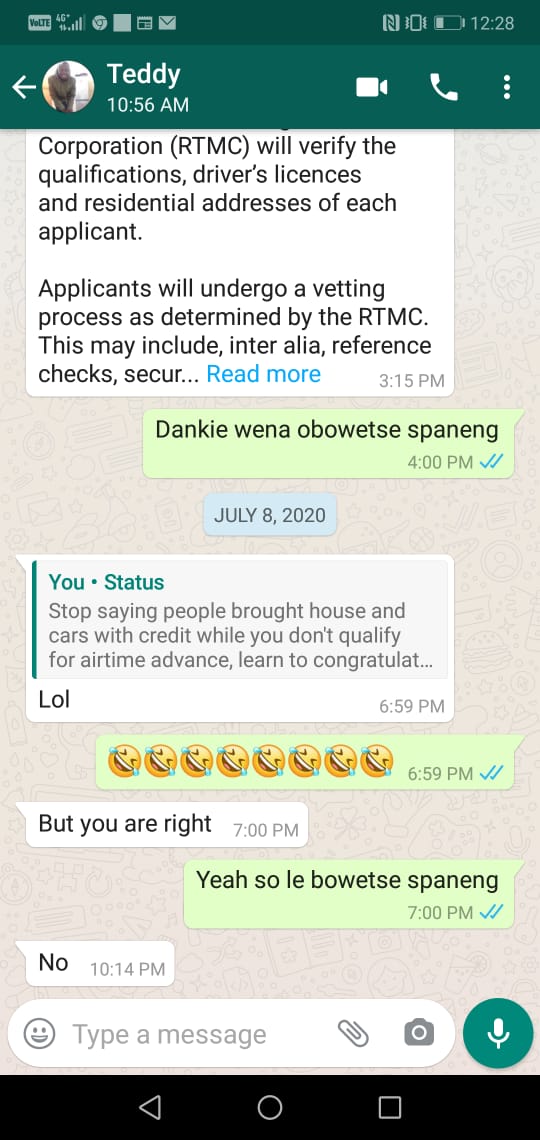 VoLTE 4G+ 12:28
Teddy
10:56 AM
Corporation (RTMC) will verify the
qualifications, driver's licences
and residential addresses of each
applicant.
Applicants will undergo a vetting
process as determined by the RTMC.
This may include, inter alia, reference
checks, secur... Read more 3:15 PM
Dankie wena obowetse spaneng
4:00 PM
JULY 8, 2020
You • Status
Stop saying people brought house and
cars with credit while you don't qualify
for airtime advance, learn to congratulat...
Lol 6:59 PM
🤣🤣🤣🤣🤣🤣🤣🤣 6:59 PM
But you are right 7:00 PM
Yeah so le bowetse spaneng
7:00 PM
No 10:14 PM
Type a message